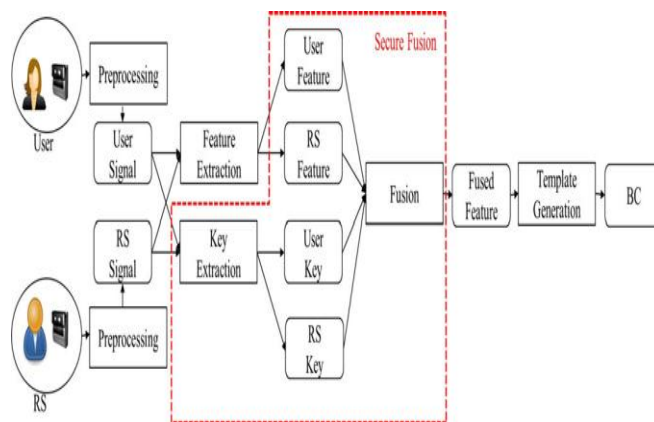 Secure Fusion
User
Preprocessing
User
Signal
Feature
Extraction
User
Feature
RS
Feature
Fusion
Fused
Feature
Template
Generation
BC
RS
Signal
Key
Extraction
User
Key
RS
Key
Preprocessing
RS